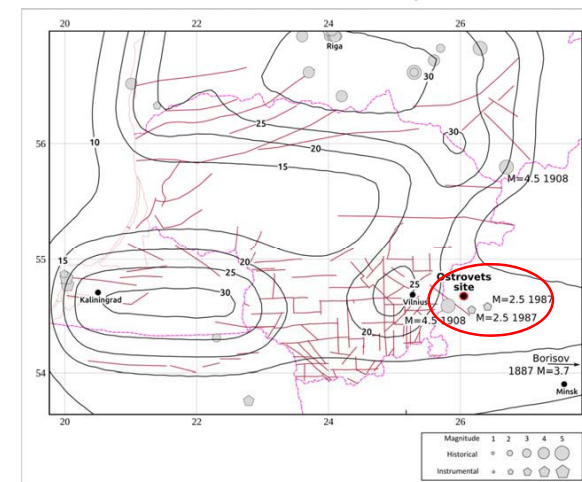 20 22 24 26
Riga
30
25
20
30
10
15
M=4.5 1908
56
55
54
15
20
25
30
Kaliningrad
25
Vilnius
20
Ostrovets
site
M=2.5 1987
M=2.5 1987
M=4.5 1908
Borisov
1887 M=3.7
Minsk
20 22 24 26
Magnitude 1 2 3 4 5
Historical
Instrumental